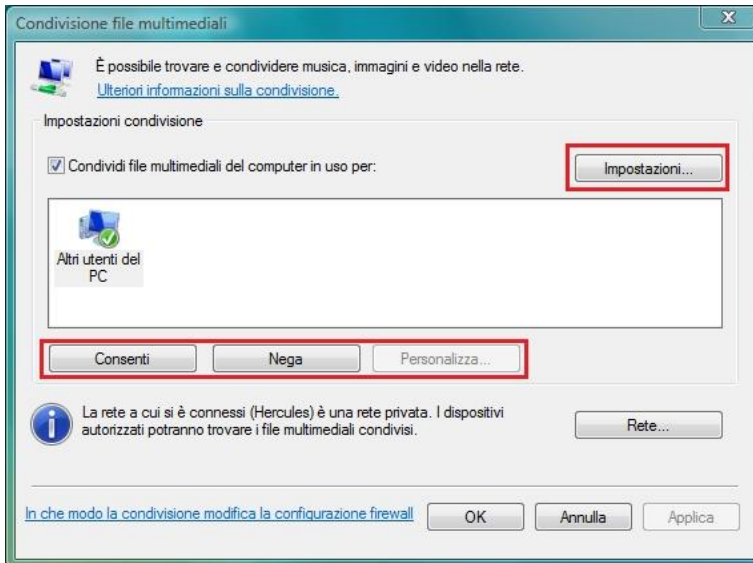 Condivisione file multimediali
È possibile trovare e condividere musica, immagini e video nella rete.
Ulteriori informazioni sulla condivisione.
Impostazioni condivisione
Condividi file multimediali del computer in uso per:
Impostazioni...
Altri utenti del
PC
Consenti
Nega
Personalizza...
La rete a cui si è connessi (Hercules) è una rete privata. I dispositivi
autorizzati potranno trovare i file multimediali condivisi.
Rete...
In che modo la condivisione modifica la configurazione firewall
OK
Annulla
Applica